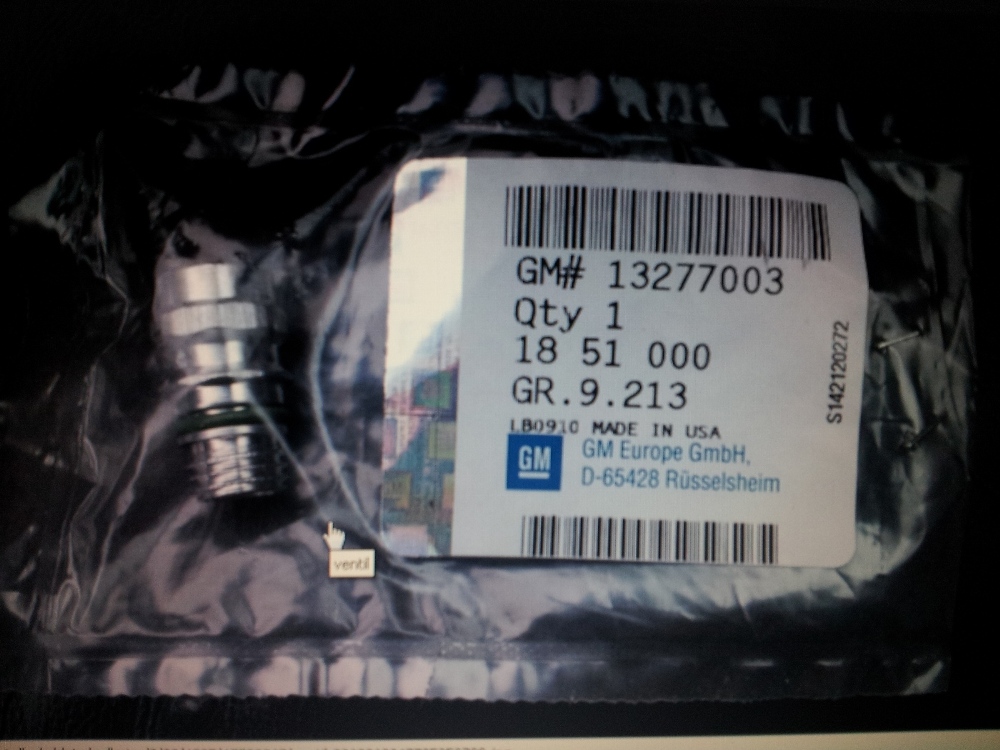 GM# 13277003
Qty 1
18 51 000
GR.9.213
LB0910 MADE IN USA
GM
GM Europe GmbH,
D-65428 Rüsselsheim
S142120272
ventil